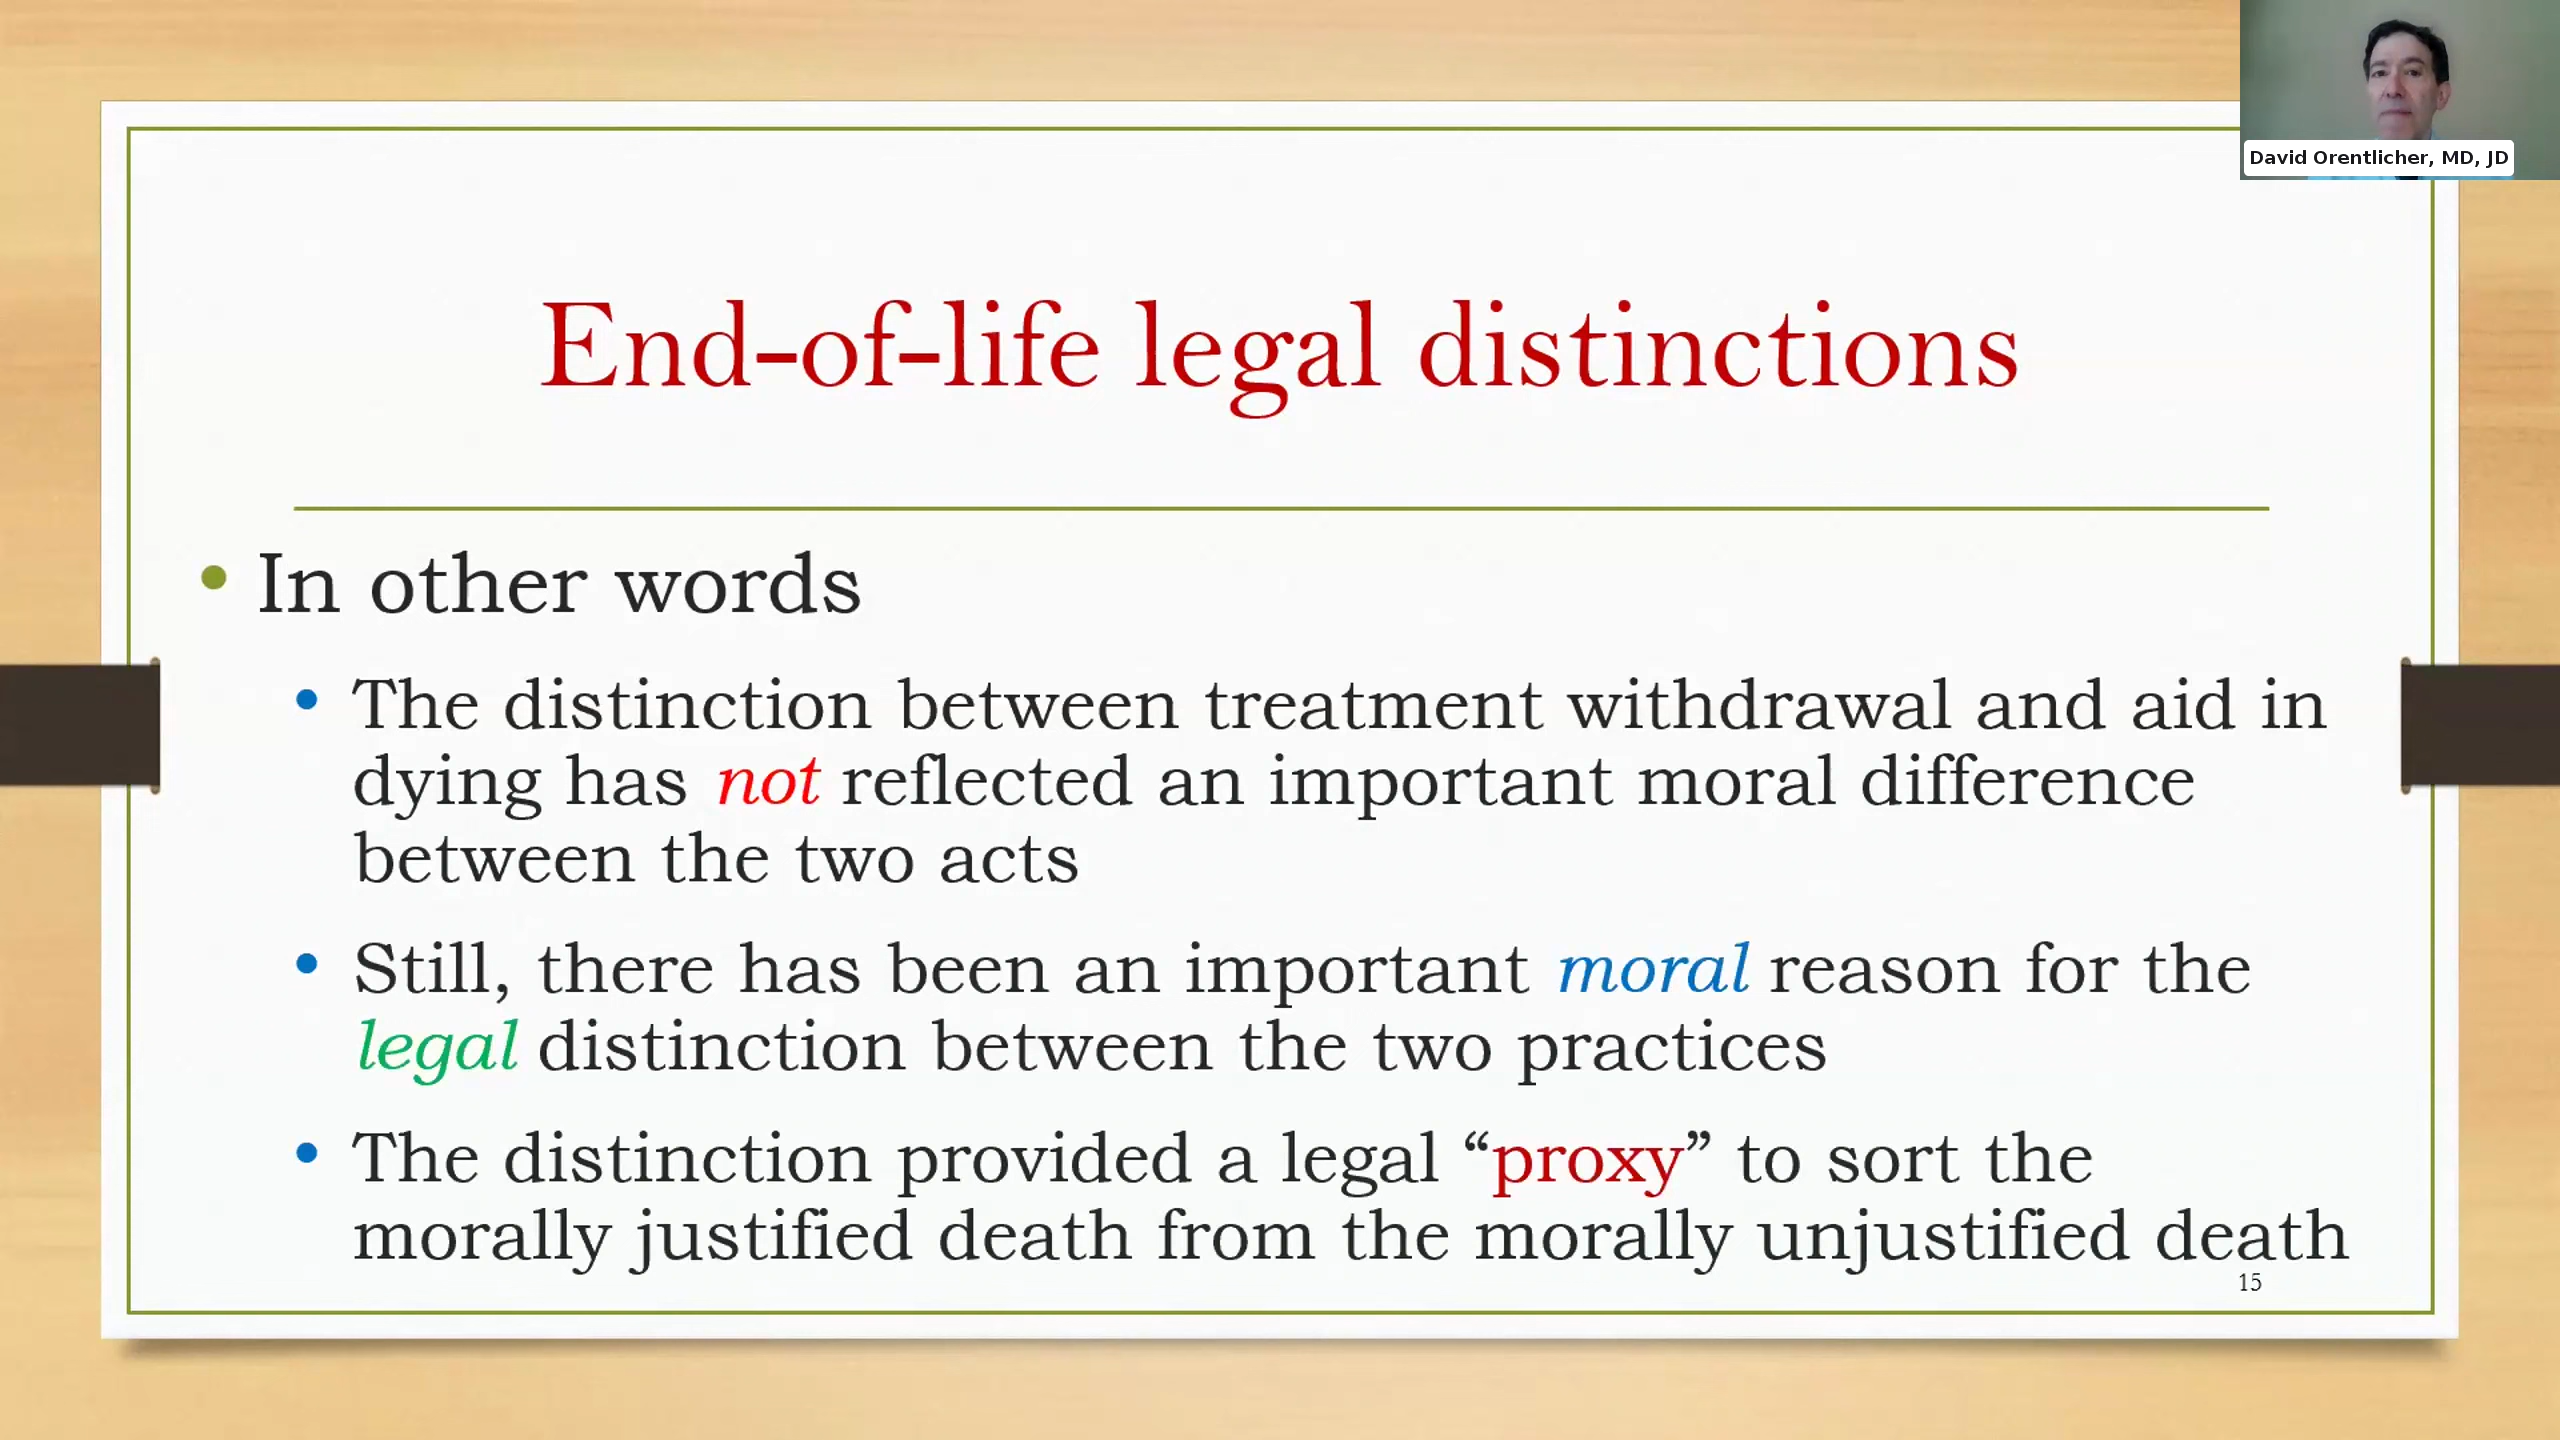 David Orentlicher, MD, JD
End-of-life legal distinctions
• In other words
• The distinction between treatment withdrawal and aid in
dying has not reflected an important moral difference
between the two acts
• Still, there has been an important moral reason for the
legal distinction between the two practices
• The distinction provided a legal “proxy” to sort the
morally justified death from the morally unjustified death
15